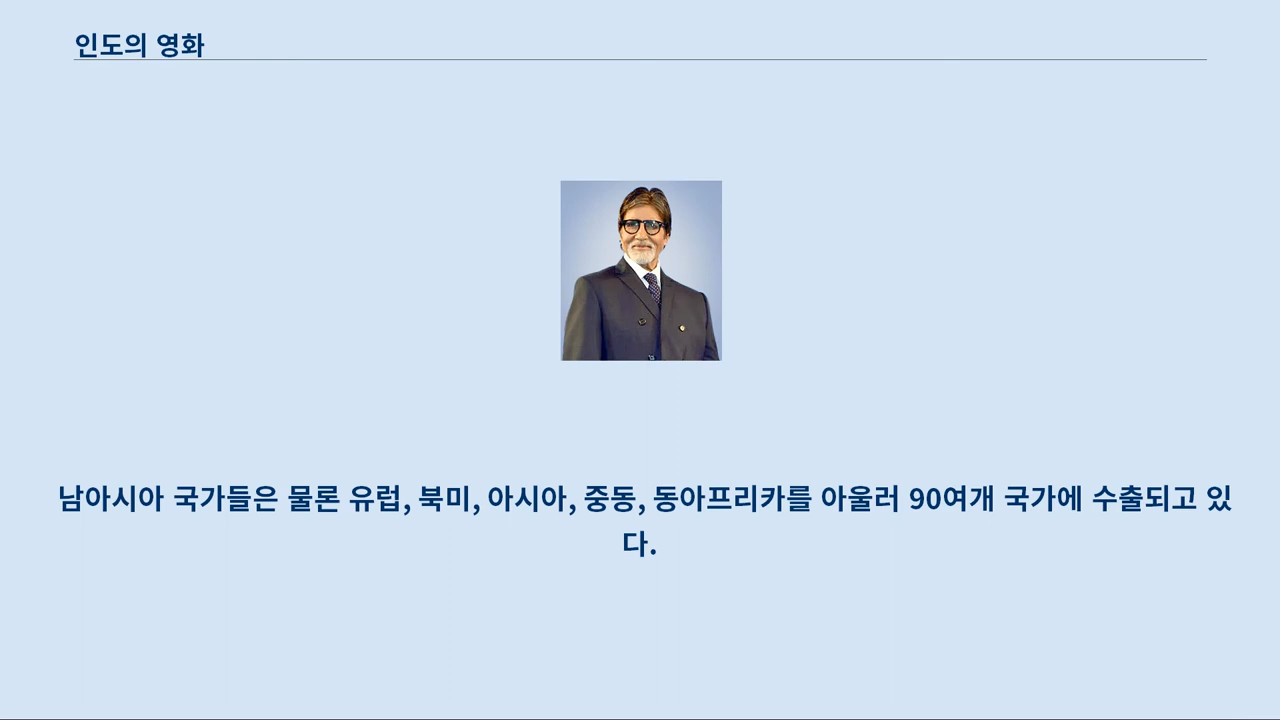 인도의 영화
남아시아 국가들은 물론 유럽, 북미, 아시아, 중동, 동아프리카를 아울러 90여개 국가에 수출되고 있
다.